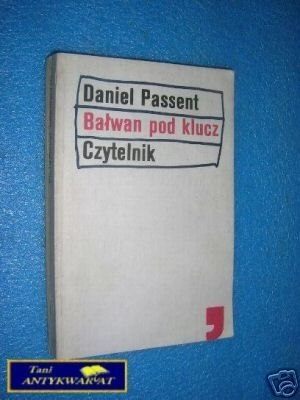 Daniel Passent
Bałwan pod klucz
Czytelnik
,
Tani
ANTYKWARIAT